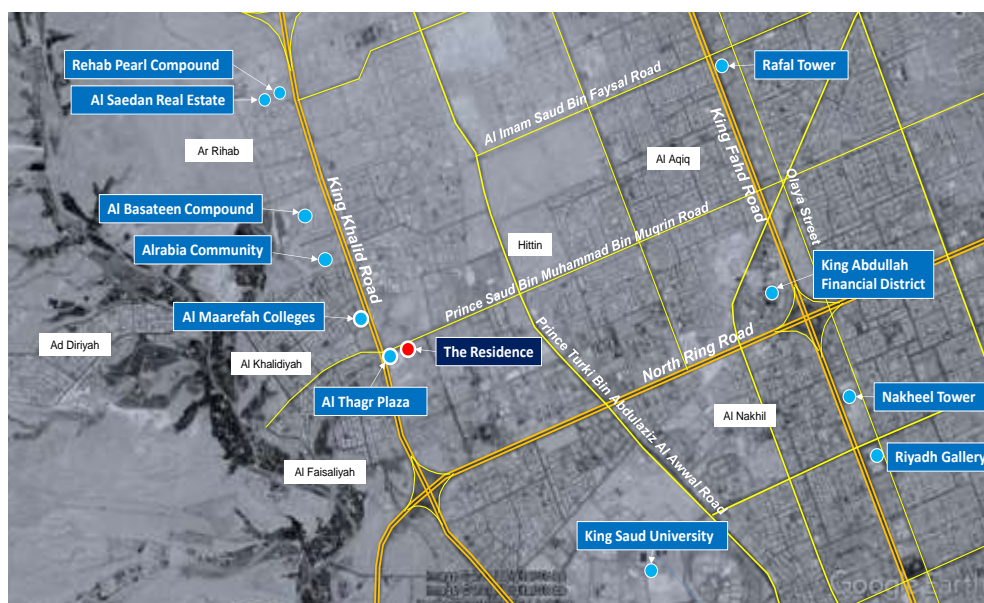 Rehab Pearl Compound
Rafal Tower
Al Saedan Real Estate
Al Imam Saud Bin Faysal Road
King Fahd Road
Ar Rihab
Al Aqiq
Olaya Street
King Khalid Road
Al Basateen Compound
Prince Saud Bin Muhammad Bin Muqrin Road
Hittin
Alrabia Community
King Abdullah
Financial District
Al Maarefah Colleges
Ad Diriyah
The Residence
Prince Turki Bin Abdulaziz Al Awwal Road
North Ring Road
Al Khalidiyah
Al Thagr Plaza
Nakheel Tower
Al Nakhil
Al Faisaliyah
Riyadh Gallery
King Saud University
Google Earth